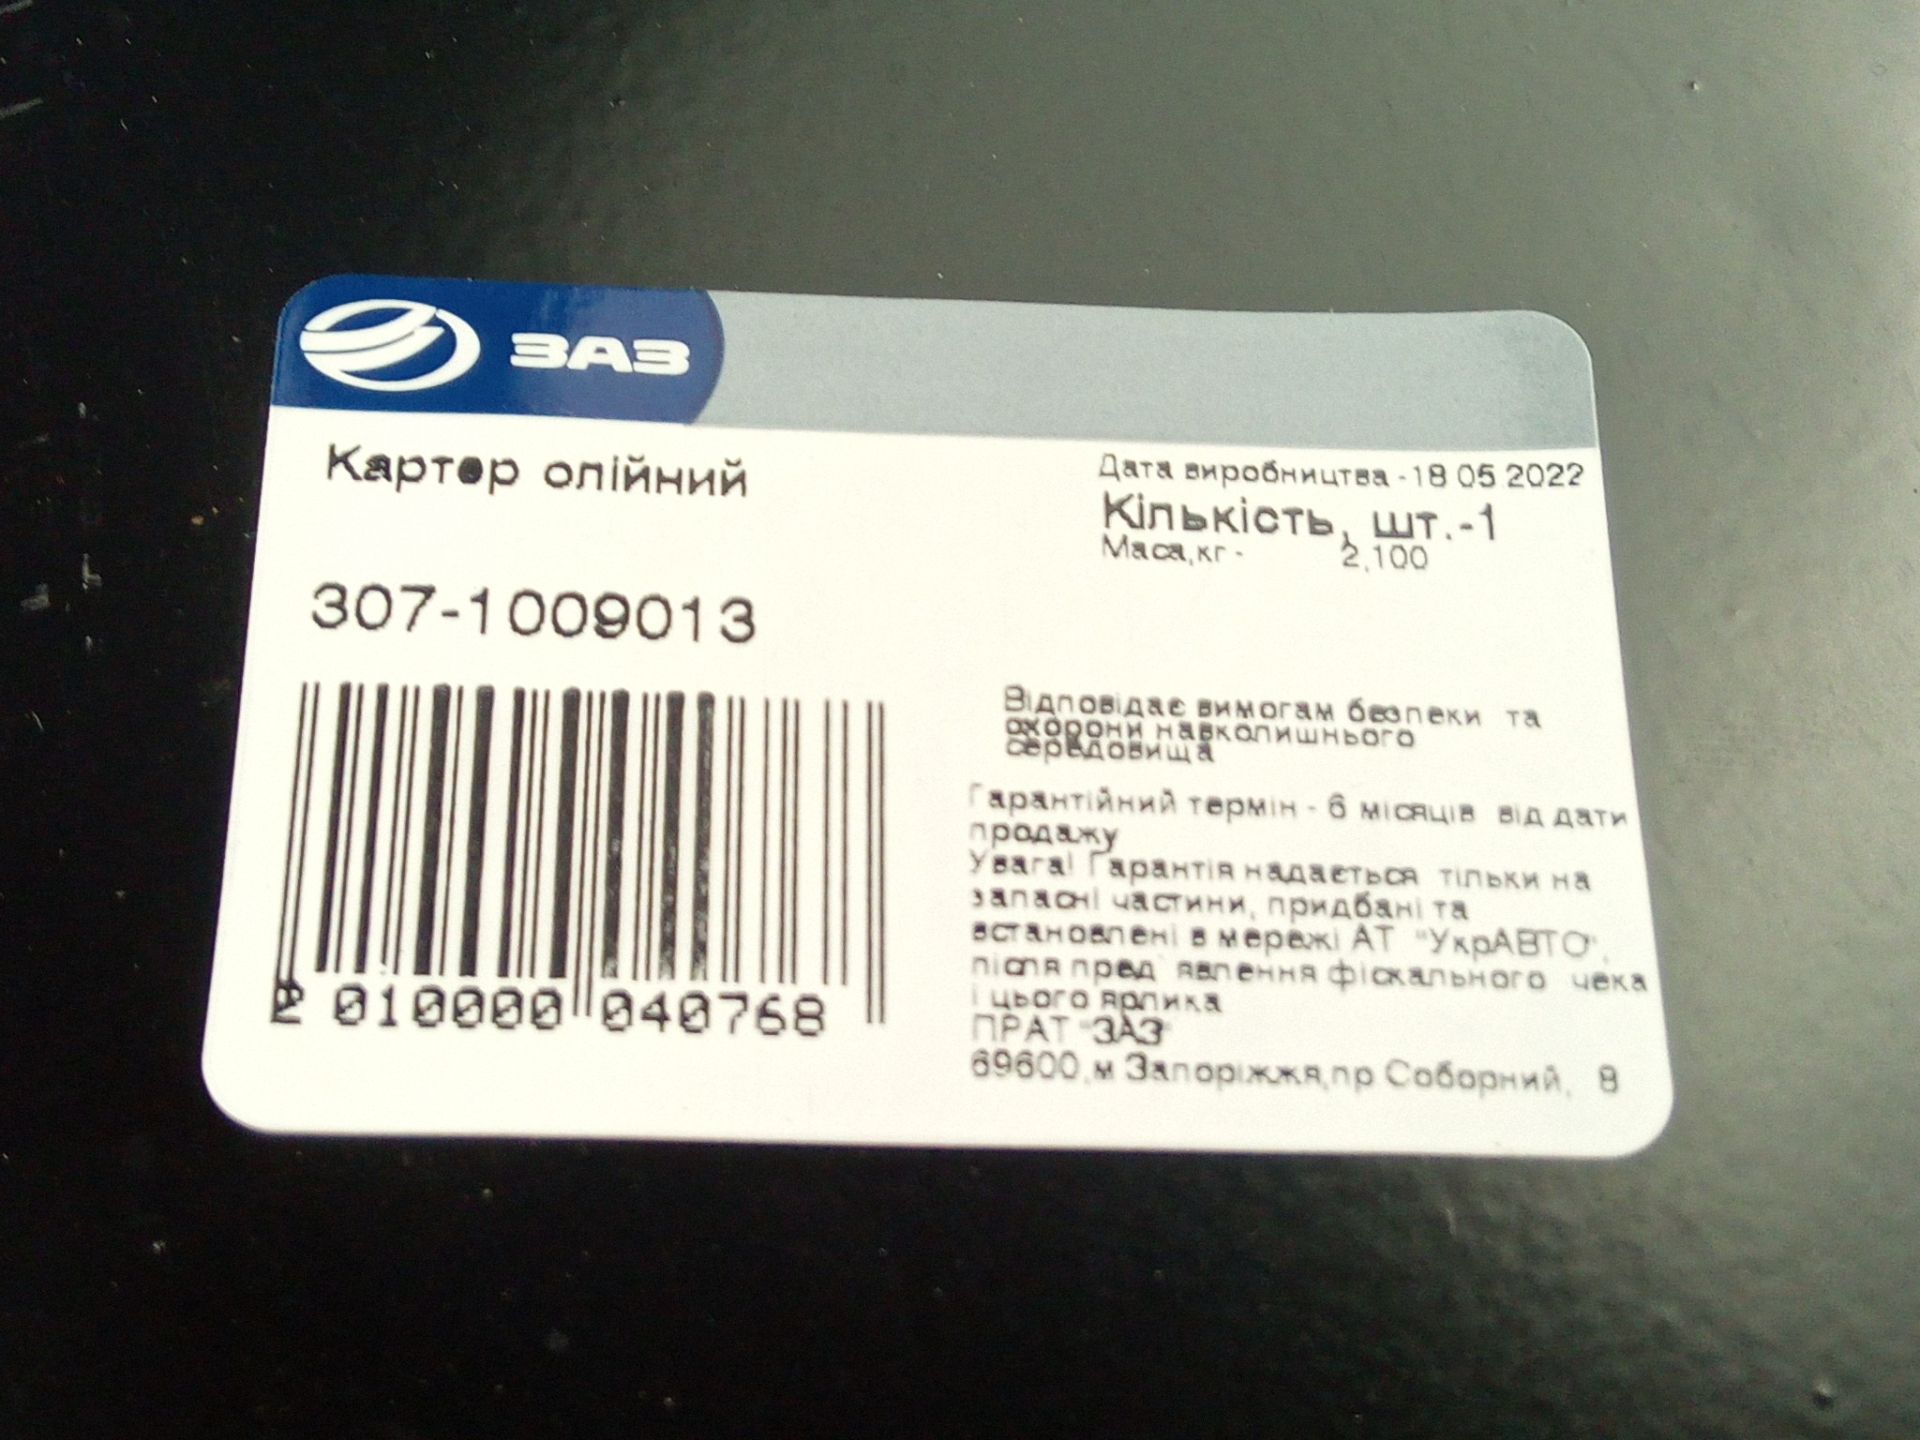 ЗАЗ
Картер олійний
Дата виробництва -18 05 2022
Кількість, шт.-1
Маса,кг - 2,100
307-1009013
Відповідає вимогам безпеки та
охорони навколишнього
середовища
Гарантійний термін - 6 місяців від дати
продажу
Увага! Гарантія надається тільки на
запасні частини, придбані та
встановлені в мережі АТ "УкрАВТО",
після пред`явлення фіскального чека
і цього ярлика
ПРАТ "ЗАЗ"
69600,м Запоріжжя,пр Соборний, 8
2 010000 040768